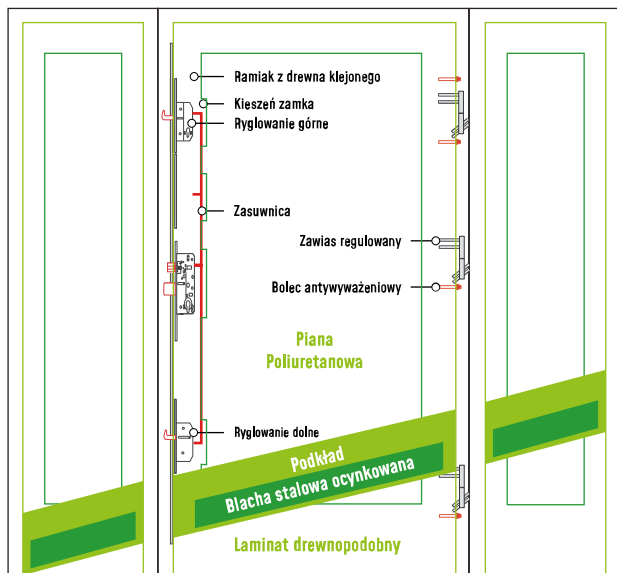 Ramiak z drewna klejonego
Kieszeń zamka
Ryglowanie górne
Zasuwnica
Zawias regulowany
Bolec antywyważeniowy
Piana
Poliuretanowa
Ryglowanie dolne
Podkład
Blacha stalowa ocynkowana
Laminat drewnopodobny